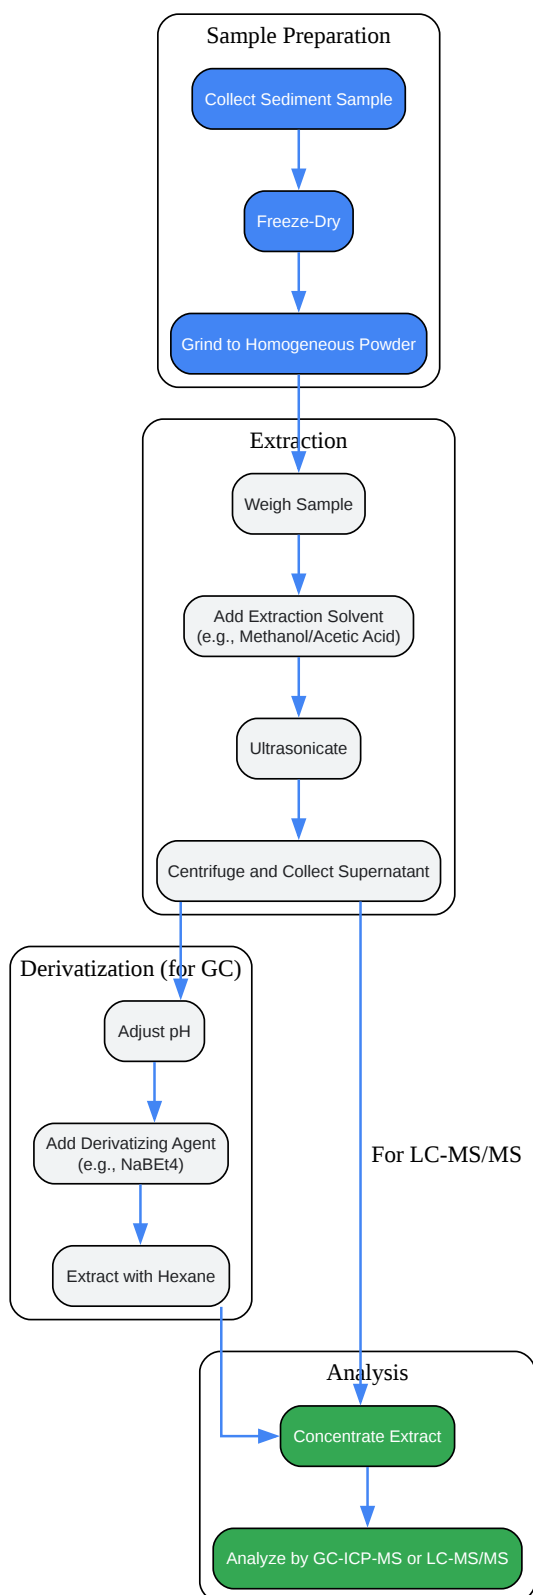 Sample Preparation
Collect Sediment Sample
Freeze-Dry
Grind to Homogeneous Powder
Extraction
Weigh Sample
Add Extraction Solvent
(e.g., Methanol/Acetic Acid)
Ultrasonicate
Centrifuge and Collect Supernatant
Derivatization (for GC)
Adjust pH
Add Derivatizing Agent
(e.g., NaBEt4)
For LC-MS/MS
Extract with Hexane
Analysis
Concentrate Extract
Analyze by GC-ICP-MS or LC-MS/MS